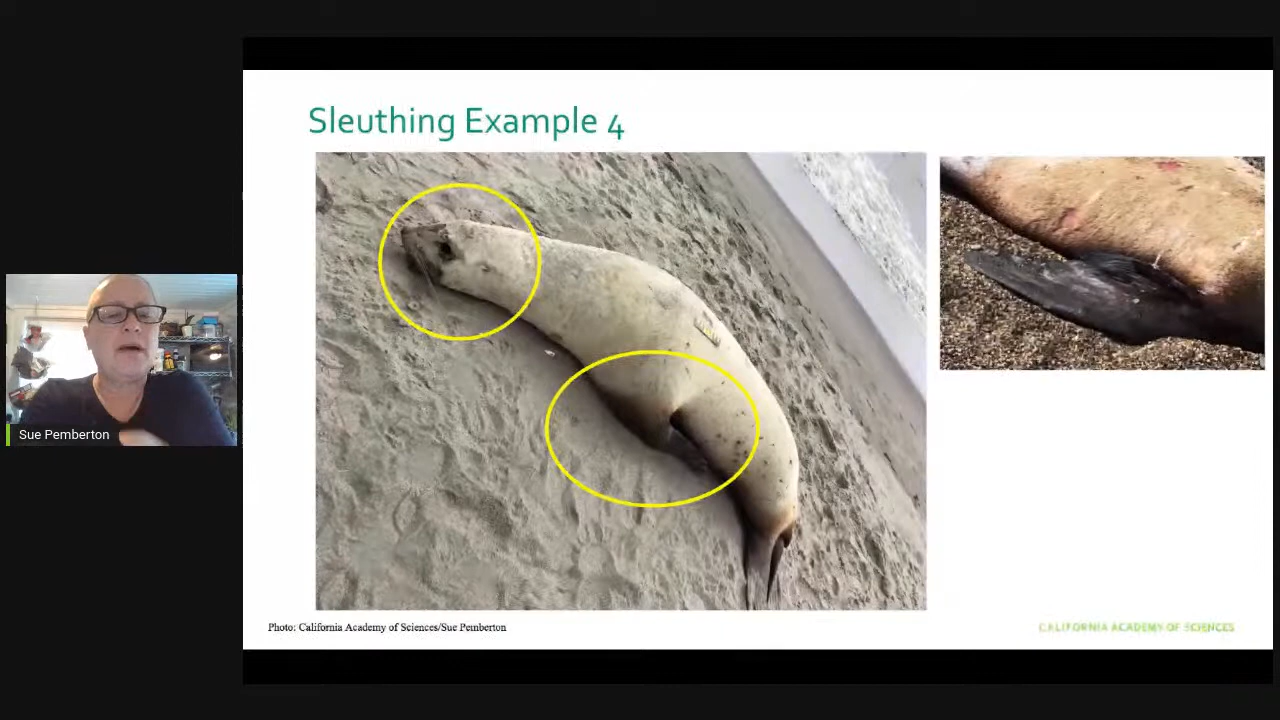 Sleuthing Example 4
Sue Pemberton
Photo: California Academy of Sciences/Sue Pemberton
CALIFORNIA ACADEMY OF SCIENCES